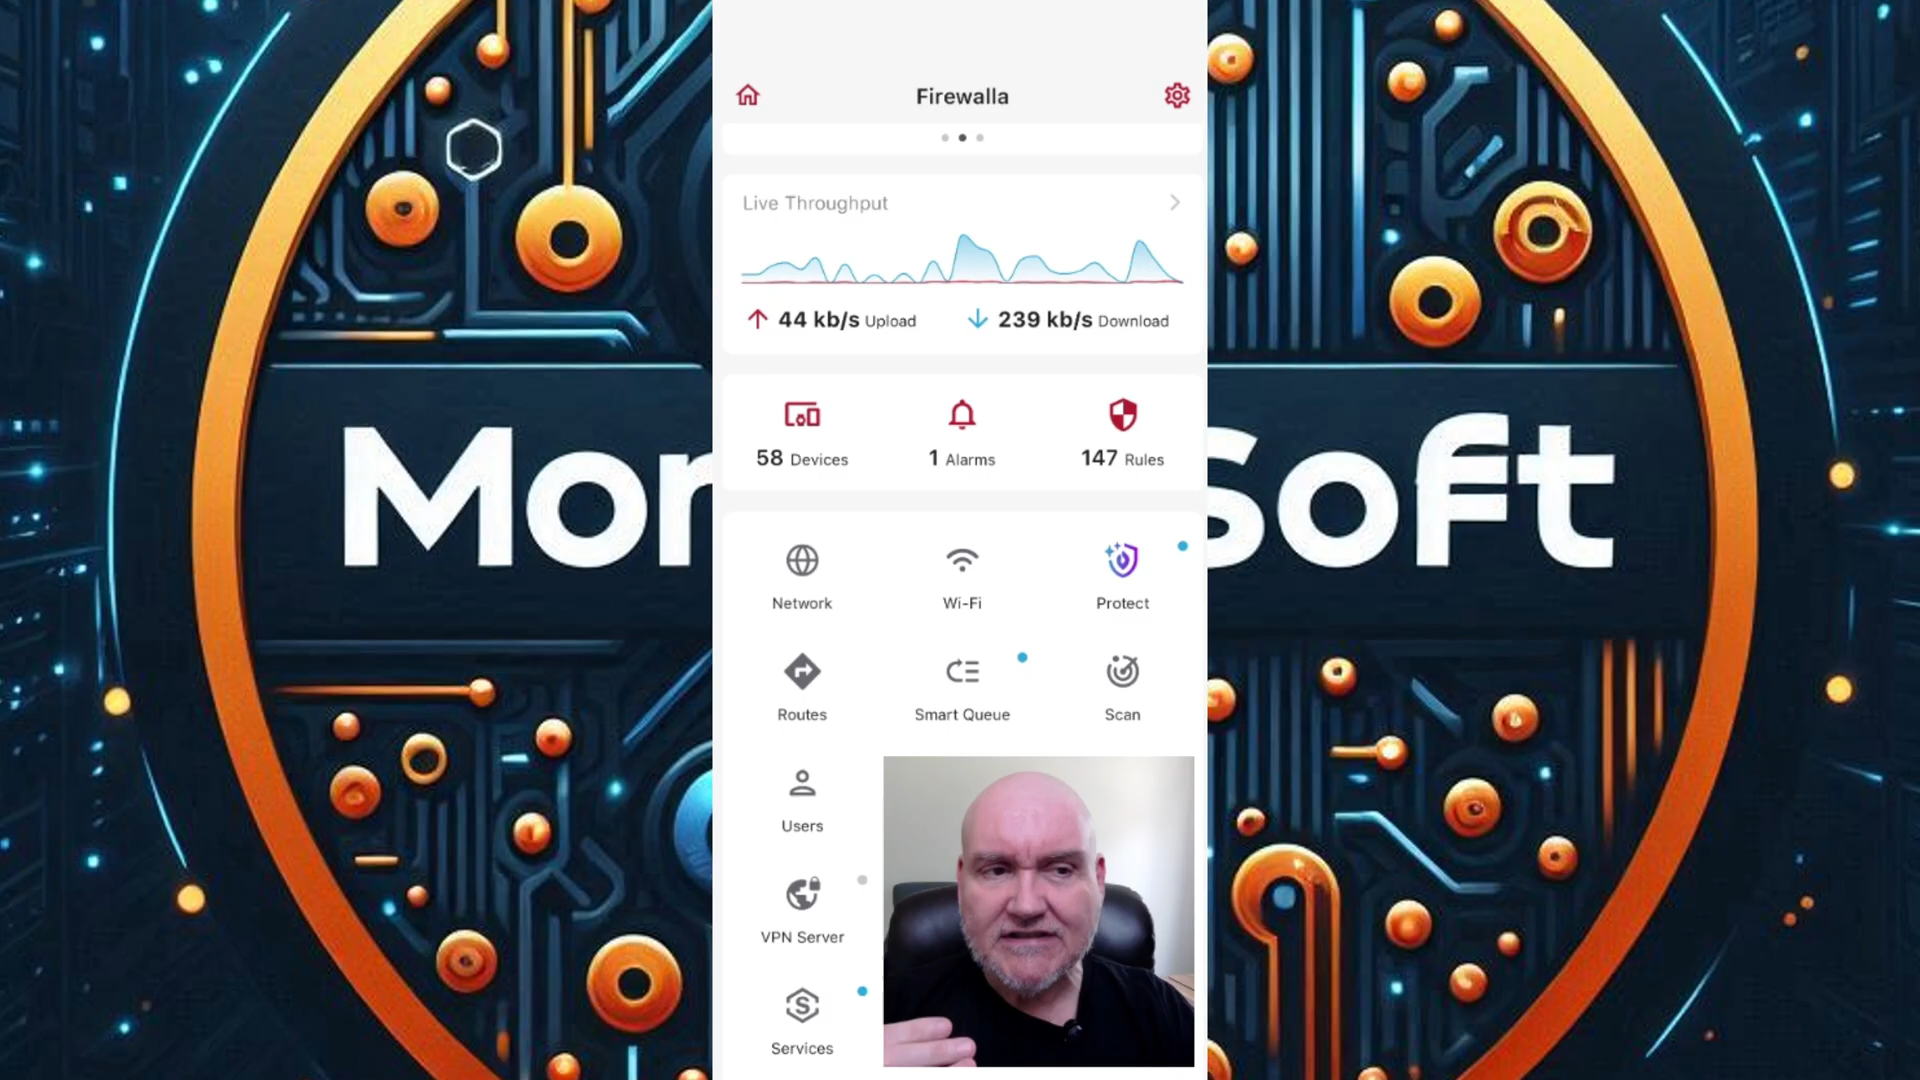 Firewalla
Live Throughput
44 kb/s Upload
239 kb/s Download
58 Devices
1 Alarms
147 Rules
Mor
Soft
Network
Wi-Fi
Protect
Routes
Smart Queue
Scan
Users
VPN Server
Services